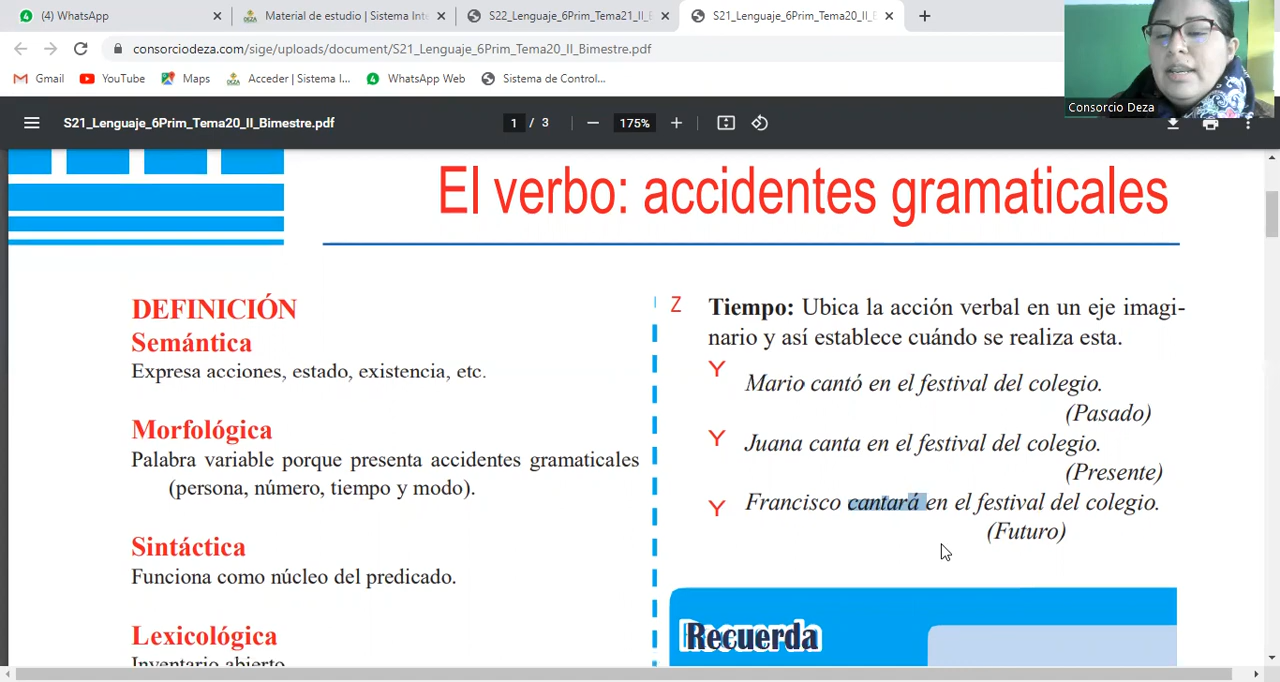 (4) WhatsApp
Material de estudio | Sistema Inte
S22_Lenguaje_6Prim_Tema21_II_B
S21_Lenguaje_6Prim_Tema20_II_B
consorciodeza.com/sige/uploads/document/S21_Lenguaje_6Prim_Tema20_II_Bimestre.pdf
Gmail
YouTube
Maps
Acceder | Sistema I...
WhatsApp Web
Sistema de Control...
Consorcio Deza
S21_Lenguaje_6Prim_Tema20_II_Bimestre.pdf
1 / 3
175%
El verbo: accidentes gramaticales
DEFINICIÓN
Semántica
Expresa acciones, estado, existencia, etc.
Morfológica
Palabra variable porque presenta accidentes gramaticales
(persona, número, tiempo y modo).
Sintáctica
Funciona como núcleo del predicado.
Lexicológica
Inventario abierto
Z Tiempo: Ubica la acción verbal en un eje imagi-
nario y así establece cuándo se realiza esta.
Y Mario cantó en el festival del colegio.
(Pasado)
Y Juana canta en el festival del colegio.
(Presente)
Y Francisco cantará en el festival del colegio.
(Futuro)
Recuerda